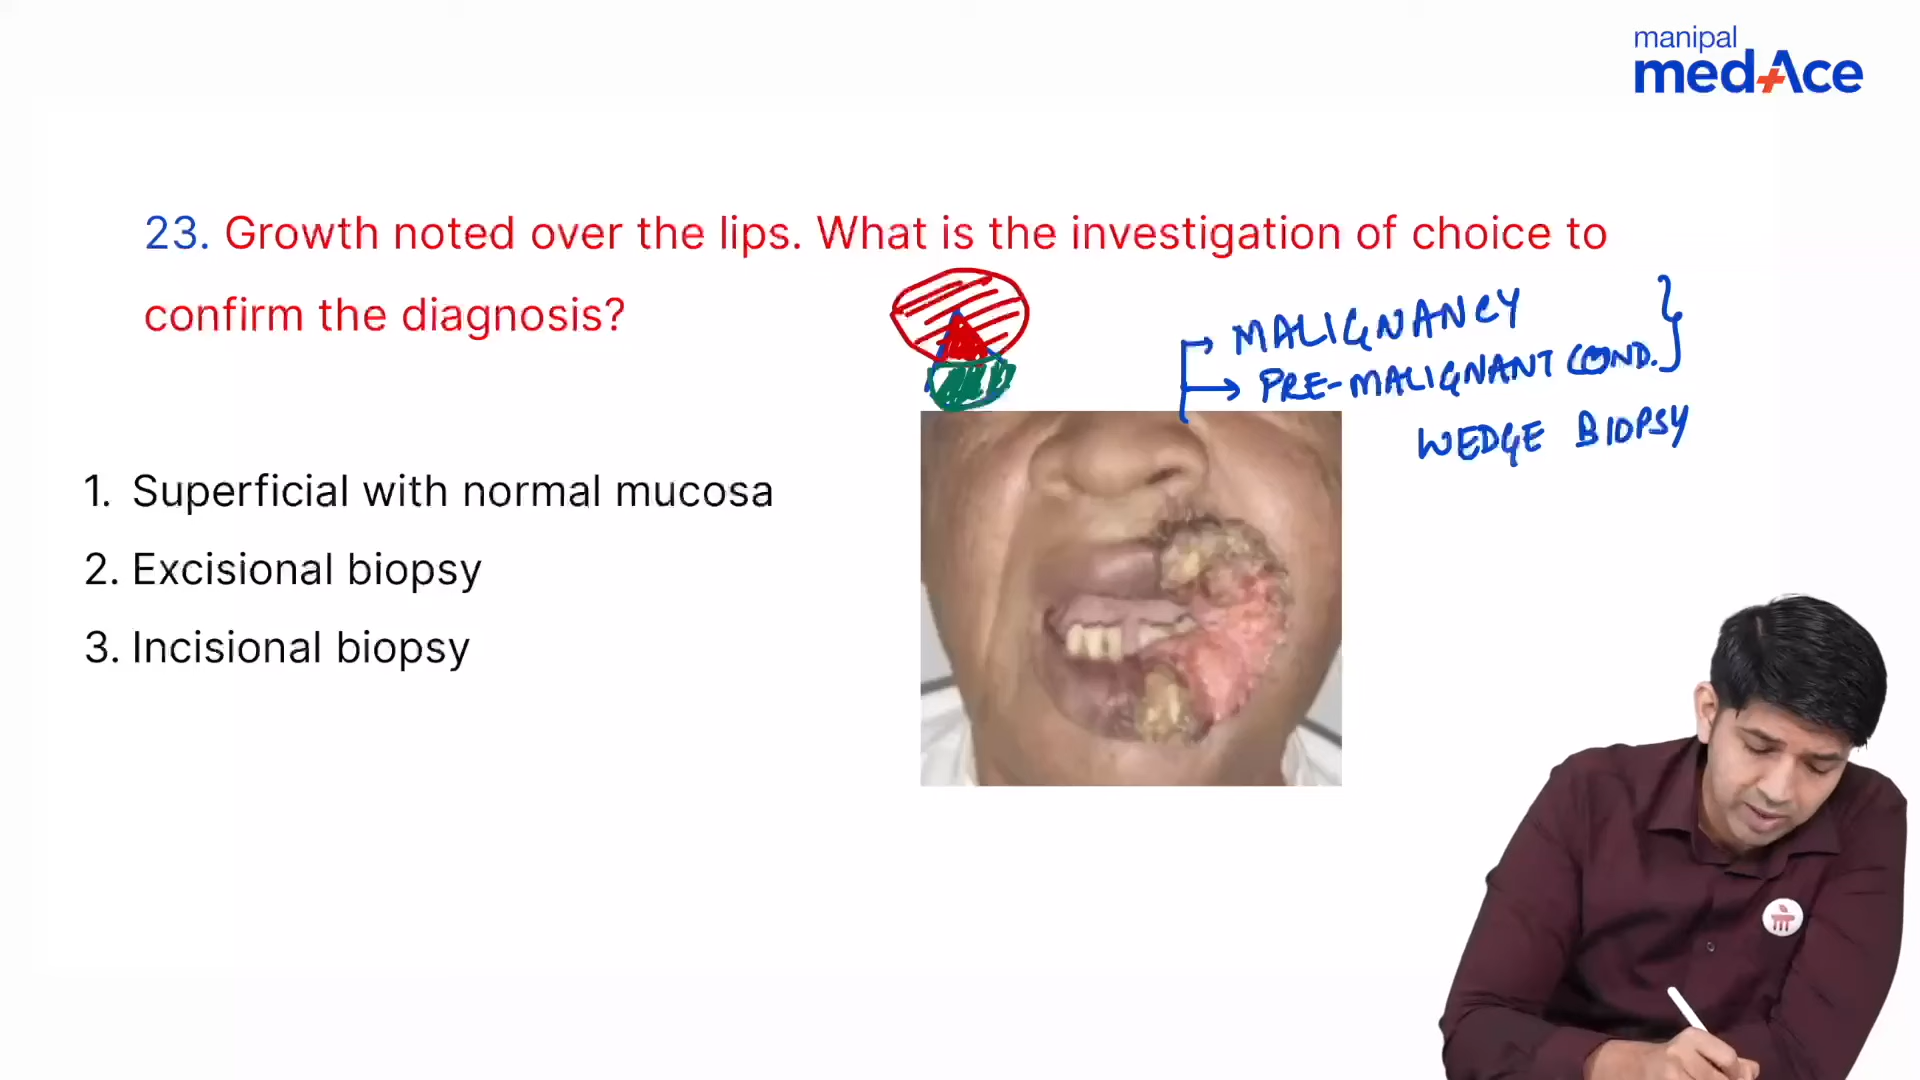 manipal
medAce
23. Growth noted over the lips. What is the investigation of choice to
confirm the diagnosis?
MALIGNANCY
PRE-MALIGNANT COND.
WEDGE BIOPSY
1. Superficial with normal mucosa
2. Excisional biopsy
3. Incisional biopsy